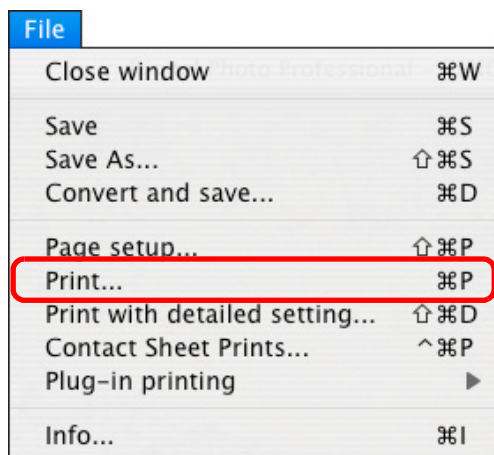 File
Close window ⌘W
Save ⌘S
Save As... ⇧⌘S
Convert and save... ⌘D
Page setup... ⇧⌘P
Print... ⌘P
Print with detailed setting... ⇧⌘D
Contact Sheet Prints... ^⌘P
Plug-in printing ▶
Info... ⌘I